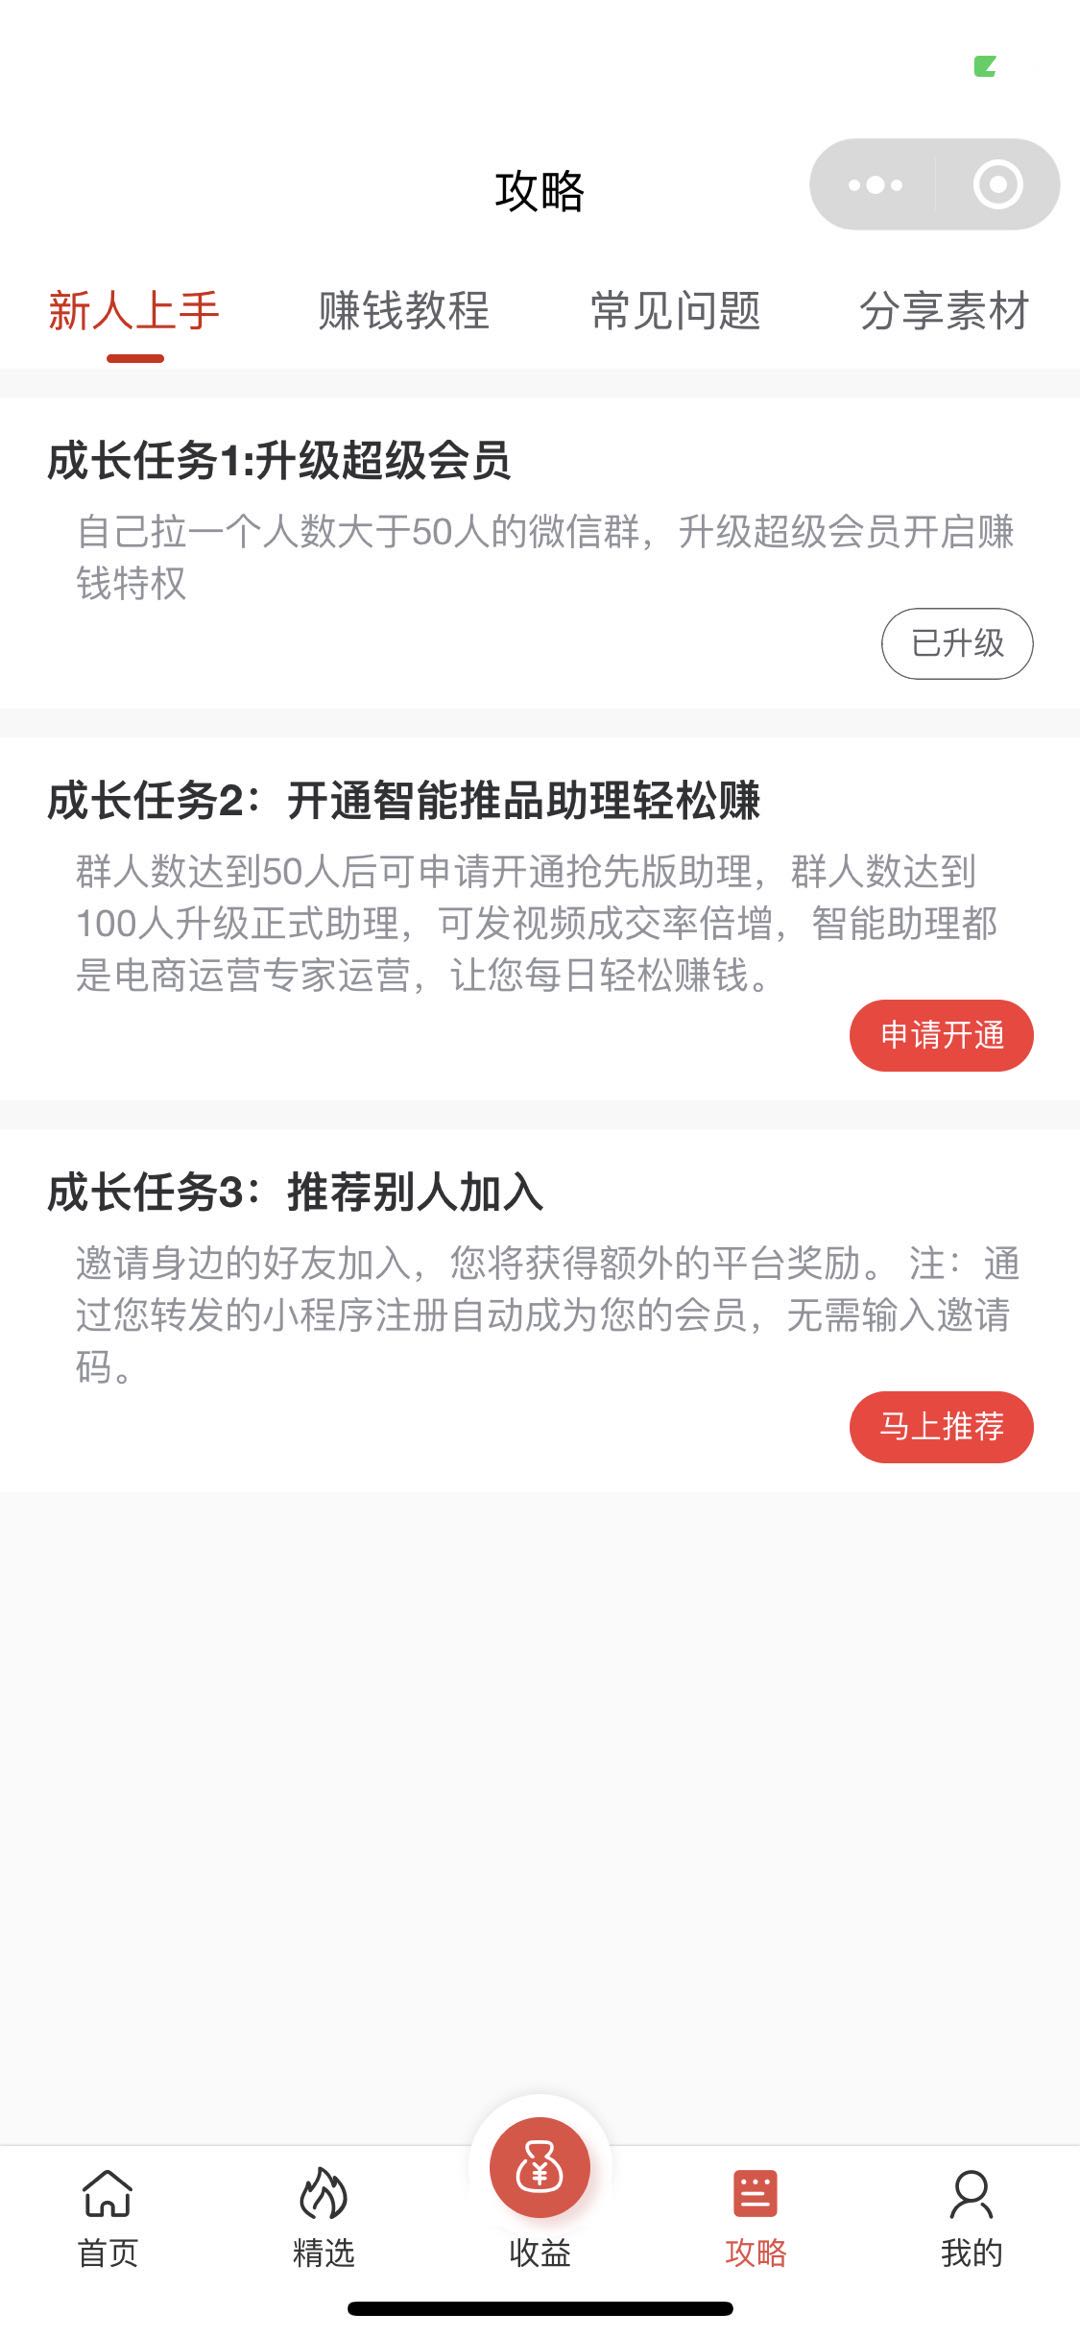 攻略
新人上手 赚钱教程 常见问题 分享素材
成长任务1:升级超级会员
自己拉一个人数大于50人的微信群，升级超级会员开启赚
钱特权
已升级
成长任务2：开通智能推品助理轻松赚
群人数达到50人后可申请开通抢先版助理，群人数达到
100人升级正式助理，可发视频成交率倍增，智能助理都
是电商运营专家运营，让您每日轻松赚钱。
申请开通
成长任务3：推荐别人加入
邀请身边的好友加入，您将获得额外的平台奖励。 注：通
过您转发的小程序注册自动成为您的会员，无需输入邀请
码。
马上推荐
首页 精选 收益 攻略 我的